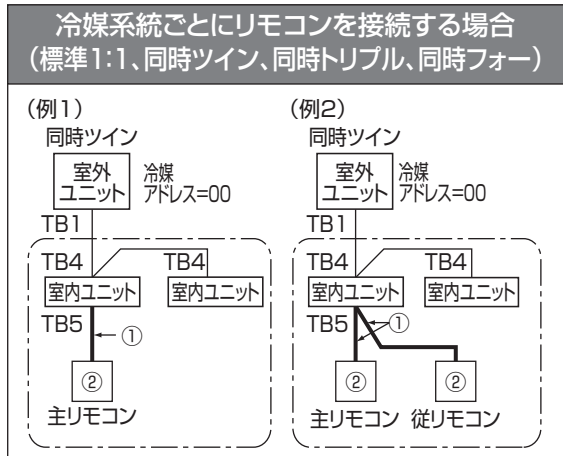 冷媒系統ごとにリモコンを接続する場合
(標準1:1、同時ツイン、同時トリプル、同時フォー)
(例1)
同時ツイン
室外
ユニット
冷媒
アドレス=00
TB1
TB4
TB4
室内ユニット
室内ユニット
TB5
①
②
主リモコン
(例2)
同時ツイン
室外
ユニット
冷媒
アドレス=00
TB1
TB4
TB4
室内ユニット
室内ユニット
TB5
①
②
②
主リモコン
従リモコン